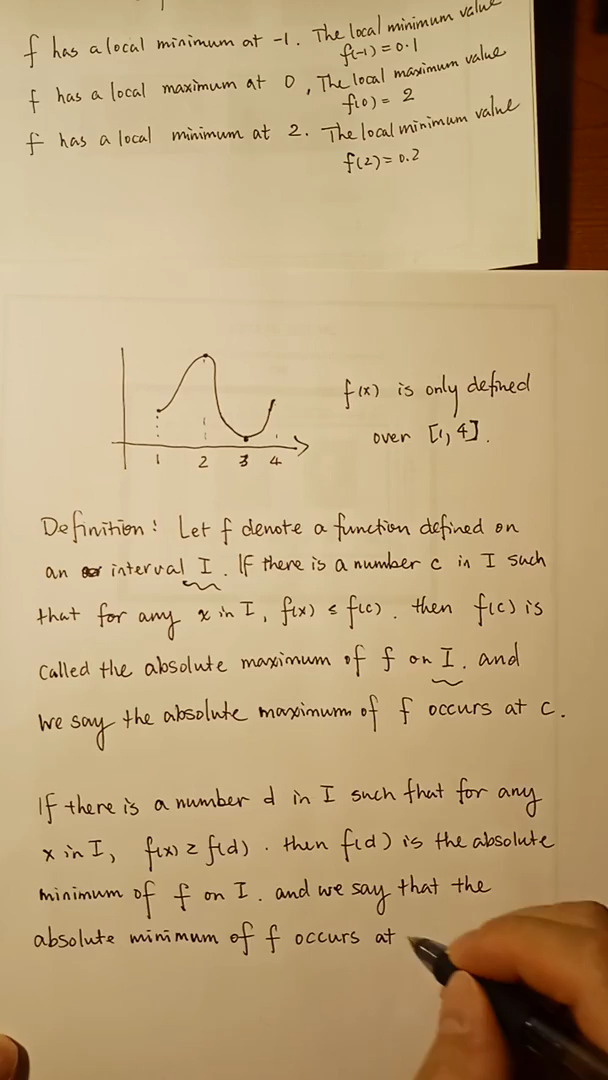 f has a local minimum at -1. The local minimum value
f(-1) = 0.1
f has a local maximum at 0, The local maximum value
f(0) = 2
f has a local minimum at 2. The local minimum value
f(2) = 0.2
f(x) is only defined
over [1, 4].
1 2 3 4
Definition: Let f denote a function defined on
an interval I. If there is a number c in I such
that for any x in I, f(x) ≤ f(c). then f(c) is
called the absolute maximum of f on I. and
we say the absolute maximum of f occurs at c.
If there is a number d in I such that for any
x in I, f(x) ≥ f(d). then f(d) is the absolute
minimum of f on I. and we say that the
absolute minimum of f occurs at